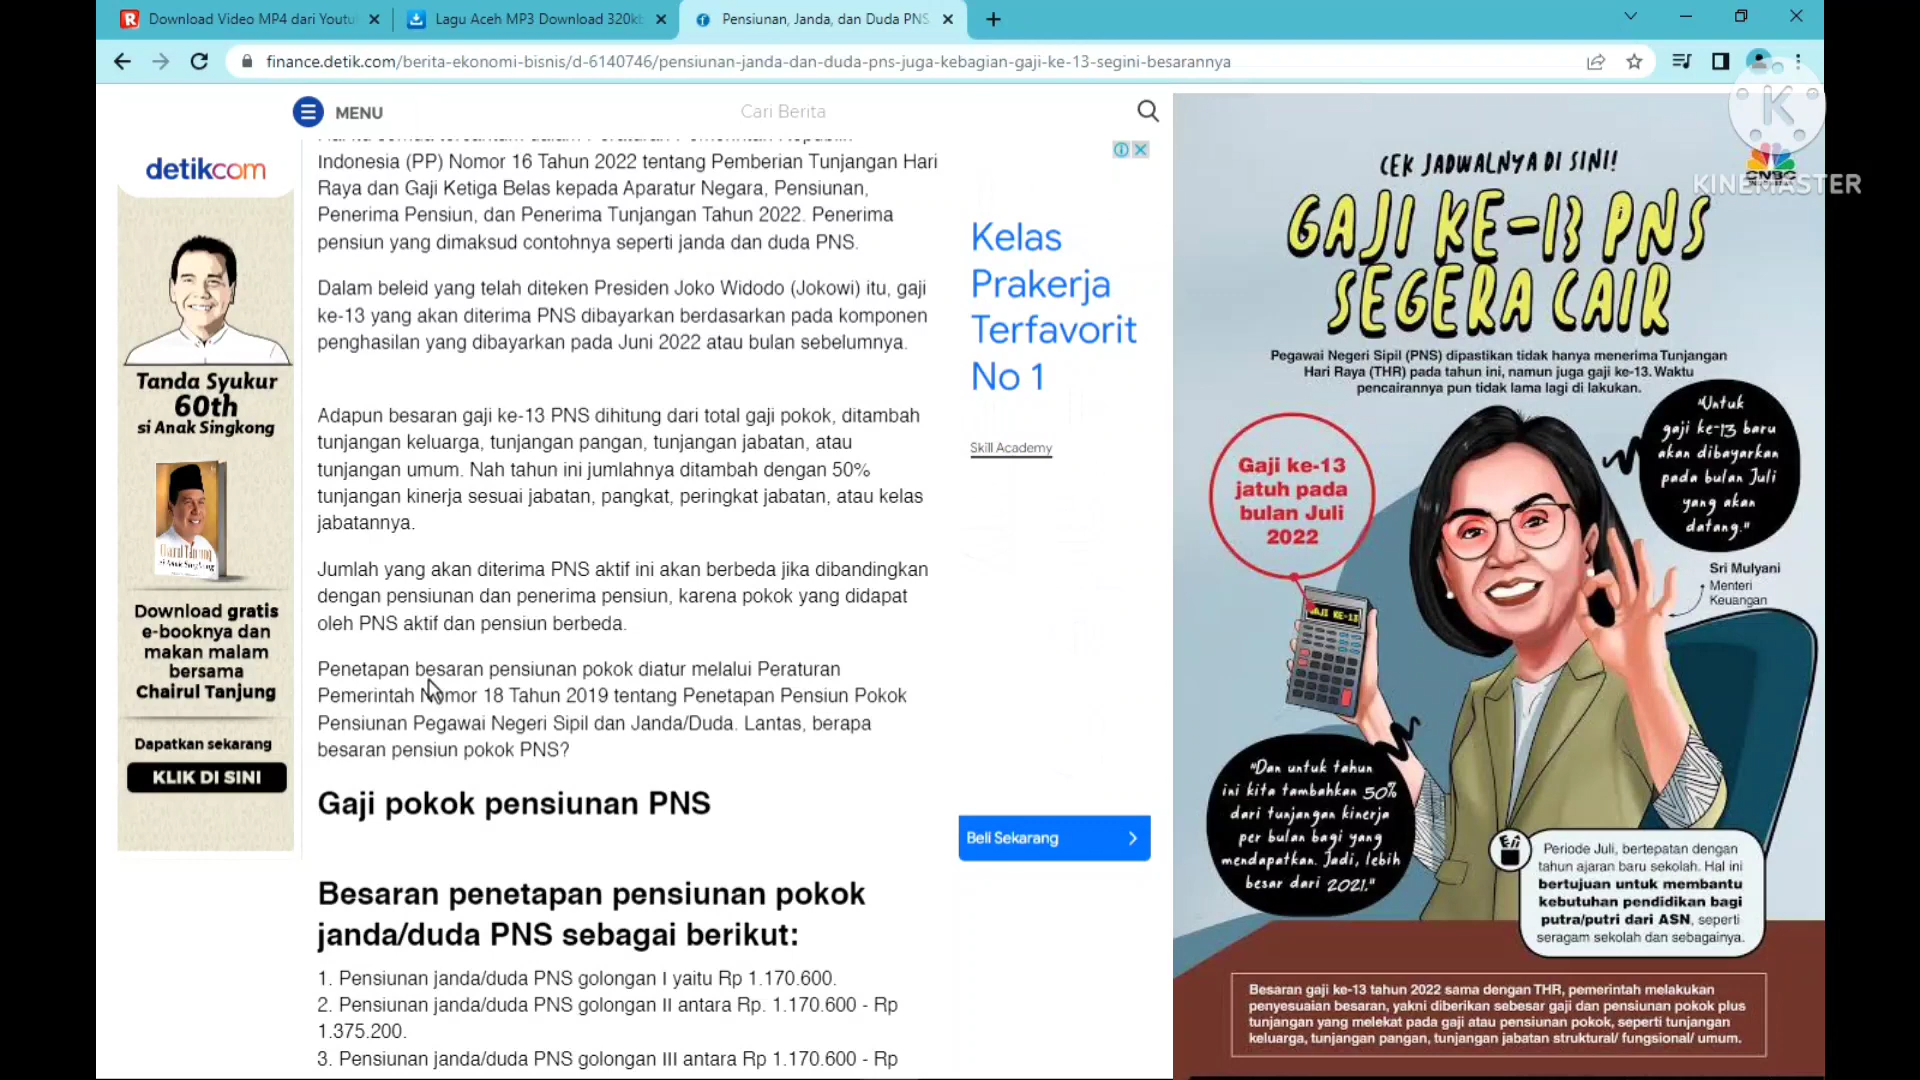 Download Video MP4 dari Youtu
Lagu Aceh MP3 Download 320kb
Pensiunan, Janda, dan Duda PNS
finance.detik.com/berita-ekonomi-bisnis/d-6140746/pensiunan-janda-dan-duda-pns-juga-kebagian-gaji-ke-13-segini-besarannya
MENU
Cari Berita
detikcom
Tanda Syukur
60th
si Anak Singkong
Chairul Tanjung
si Anak Singkong
Download gratis
e-booknya dan
makan malam
bersama
Chairul Tanjung
Dapatkan sekarang
KLIK DI SINI
Indonesia (PP) Nomor 16 Tahun 2022 tentang Pemberian Tunjangan Hari
Raya dan Gaji Ketiga Belas kepada Aparatur Negara, Pensiunan,
Penerima Pensiun, dan Penerima Tunjangan Tahun 2022. Penerima
pensiun yang dimaksud contohnya seperti janda dan duda PNS.
Dalam beleid yang telah diteken Presiden Joko Widodo (Jokowi) itu, gaji
ke-13 yang akan diterima PNS dibayarkan berdasarkan pada komponen
penghasilan yang dibayarkan pada Juni 2022 atau bulan sebelumnya.
Adapun besaran gaji ke-13 PNS dihitung dari total gaji pokok, ditambah
tunjangan keluarga, tunjangan pangan, tunjangan jabatan, atau
tunjangan umum. Nah tahun ini jumlahnya ditambah dengan 50%
tunjangan kinerja sesuai jabatan, pangkat, peringkat jabatan, atau kelas
jabatannya.
Jumlah yang akan diterima PNS aktif ini akan berbeda jika dibandingkan
dengan pensiunan dan penerima pensiun, karena pokok yang didapat
oleh PNS aktif dan pensiun berbeda.
Penetapan besaran pensiunan pokok diatur melalui Peraturan
Pemerintah Nomor 18 Tahun 2019 tentang Penetapan Pensiun Pokok
Pensiunan Pegawai Negeri Sipil dan Janda/Duda. Lantas, berapa
besaran pensiun pokok PNS?
Gaji pokok pensiunan PNS
Besaran penetapan pensiunan pokok
janda/duda PNS sebagai berikut:
1. Pensiunan janda/duda PNS golongan I yaitu Rp 1.170.600.
2. Pensiunan janda/duda PNS golongan II antara Rp. 1.170.600 - Rp
1.375.200.
3. Pensiunan janda/duda PNS golongan III antara Rp 1.170.600 - Rp
Kelas
Prakerja
Terfavorit
No 1
Skill Academy
Beli Sekarang
K
KINEMASTER
CNBC
CEK JADWALNYA DI SINI!
GAJI KE-13 PNS
SEGERA CAIR
Pegawai Negeri Sipil (PNS) dipastikan tidak hanya menerima Tunjangan
Hari Raya (THR) pada tahun ini, namun juga gaji ke-13. Waktu
pencairannya pun tidak lama lagi di lakukan.
"Untuk
gaji ke-13 baru
akan dibayarkan
pada bulan Juli
yang akan
datang."
Gaji ke-13
jatuh pada
bulan Juli
2022
Sri Mulyani
Menteri
Keuangan
GAJI KE-13
"Dan untuk tahun
ini kita tambahkan 50%
dari tunjangan kinerja
per bulan bagi yang
mendapatkan. Jadi, lebih
besar dari 2021."
Periode Juli, bertepatan dengan
tahun ajaran baru sekolah. Hal ini
bertujuan untuk membantu
kebutuhan pendidikan bagi
putra/putri dari ASN, seperti
seragam sekolah dan sebagainya.
Besaran gaji ke-13 tahun 2022 sama dengan THR, pemerintah melakukan
penyesuaian besaran, yakni diberikan sebesar gaji dan pensiunan pokok plus
tunjangan yang melekat pada gaji atau pensiunan pokok, seperti tunjangan
keluarga, tunjangan pangan, tunjangan jabatan struktural/ fungsional/ umum.